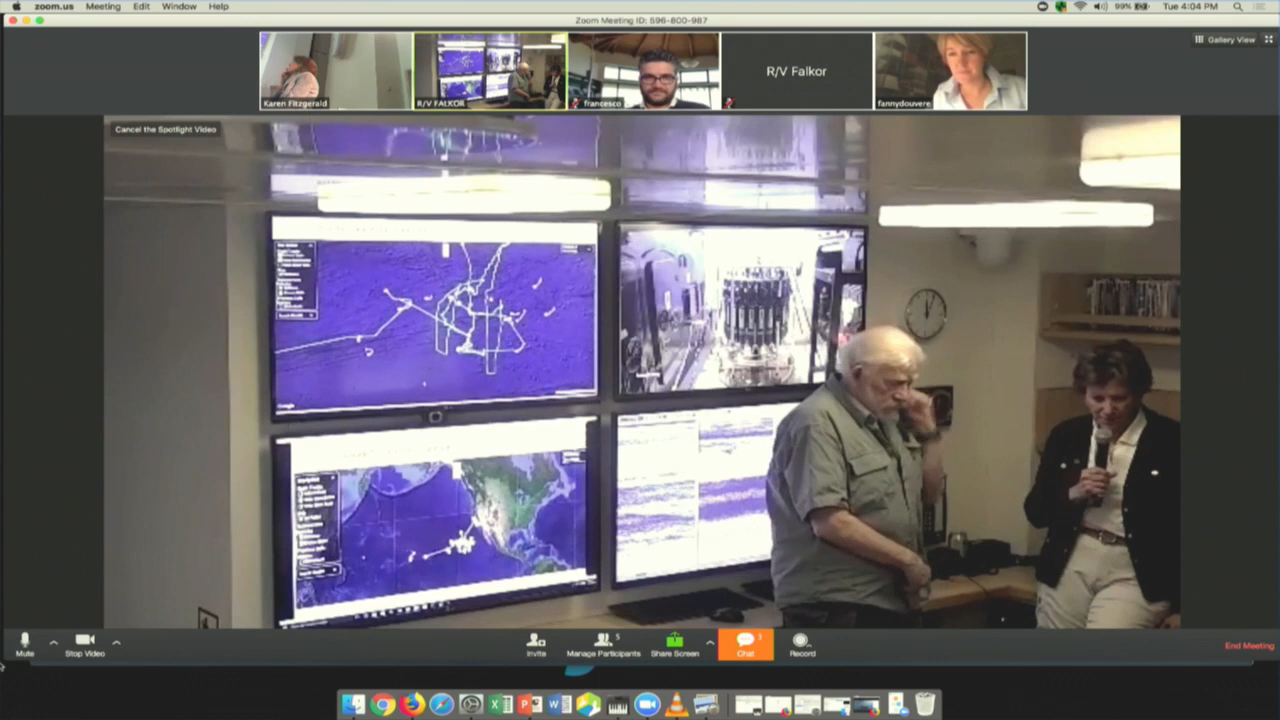 zoom.us Meeting Edit Window Help
99%
Tue 4:04 PM
Zoom Meeting ID: 596-800-987
Gallery View
R/V Falkor
Karen Fitzgerald
R/V FALKOR
francesco
fannydouvere
Cancel the Spotlight Video
5
3
Mute
Stop Video
Invite
Manage Participants
Share Screen
Chat
Record
End Meeting